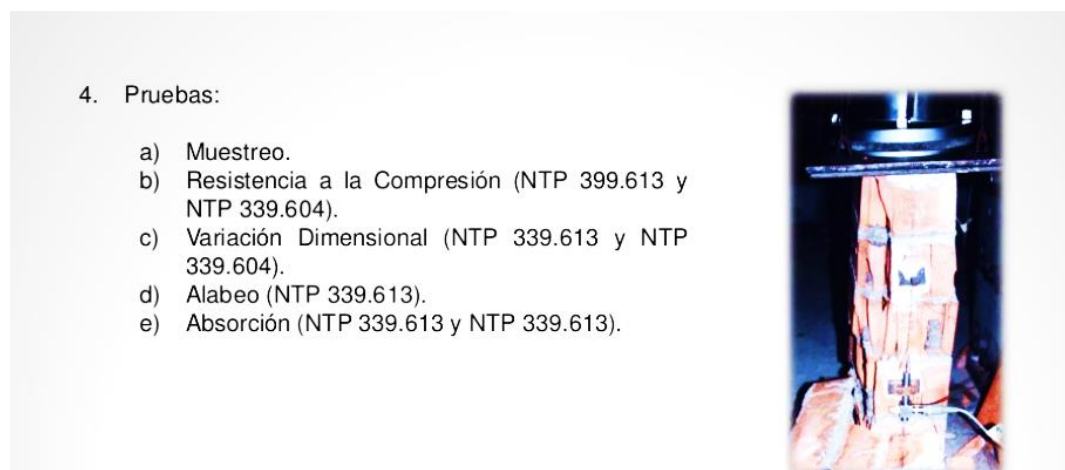 4. Pruebas:
a) Muestreo.
b) Resistencia a la Compresión (NTP 399.613 y
NTP 339.604).
c) Variación Dimensional (NTP 339.613 y NTP
339.604).
d) Alabeo (NTP 339.613).
e) Absorción (NTP 339.613 y NTP 339.613).